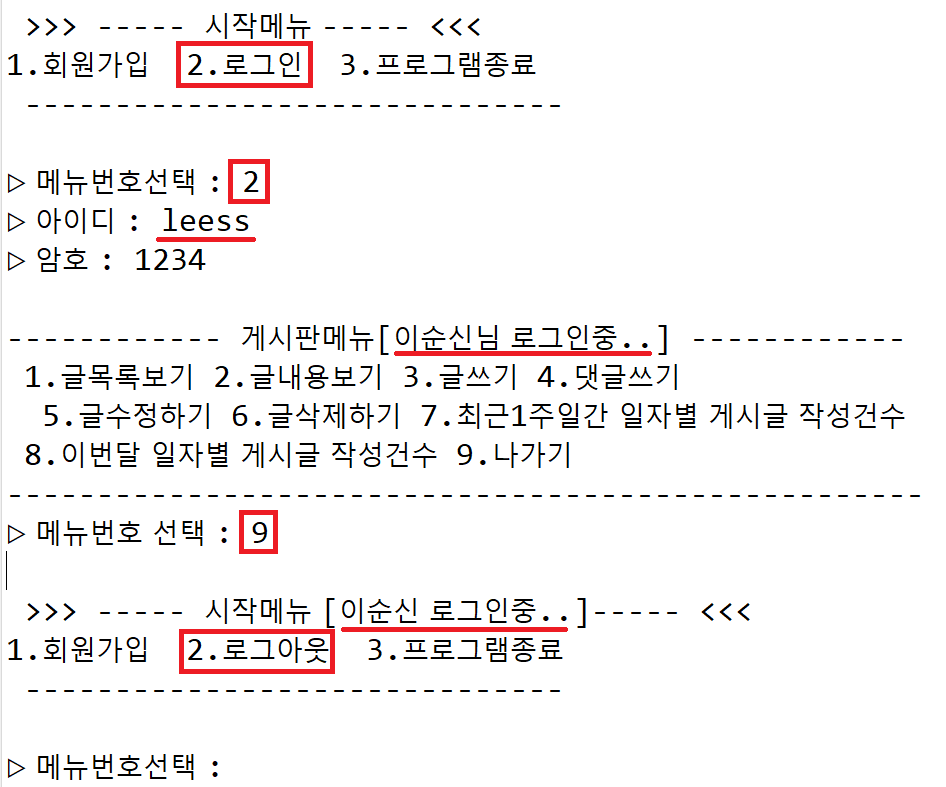 >>> ----- 시작메뉴 ----- <<<
1.회원가입 2.로그인 3.프로그램종료
------------------------------
▷ 메뉴번호선택 : 2
▷ 아이디 : leess
▷ 암호 : 1234
------------ 게시판메뉴[이순신님 로그인중..] ------------
1.글목록보기 2.글내용보기 3.글쓰기 4.댓글쓰기
5.글수정하기 6.글삭제하기 7.최근1주일간 일자별 게시글 작성건수
8.이번달 일자별 게시글 작성건수 9.나가기
---------------------------------------------------
▷ 메뉴번호 선택 : 9
>>> ----- 시작메뉴 [이순신 로그인중..]----- <<<
1.회원가입 2.로그아웃 3.프로그램종료
------------------------------
▷ 메뉴번호선택 :